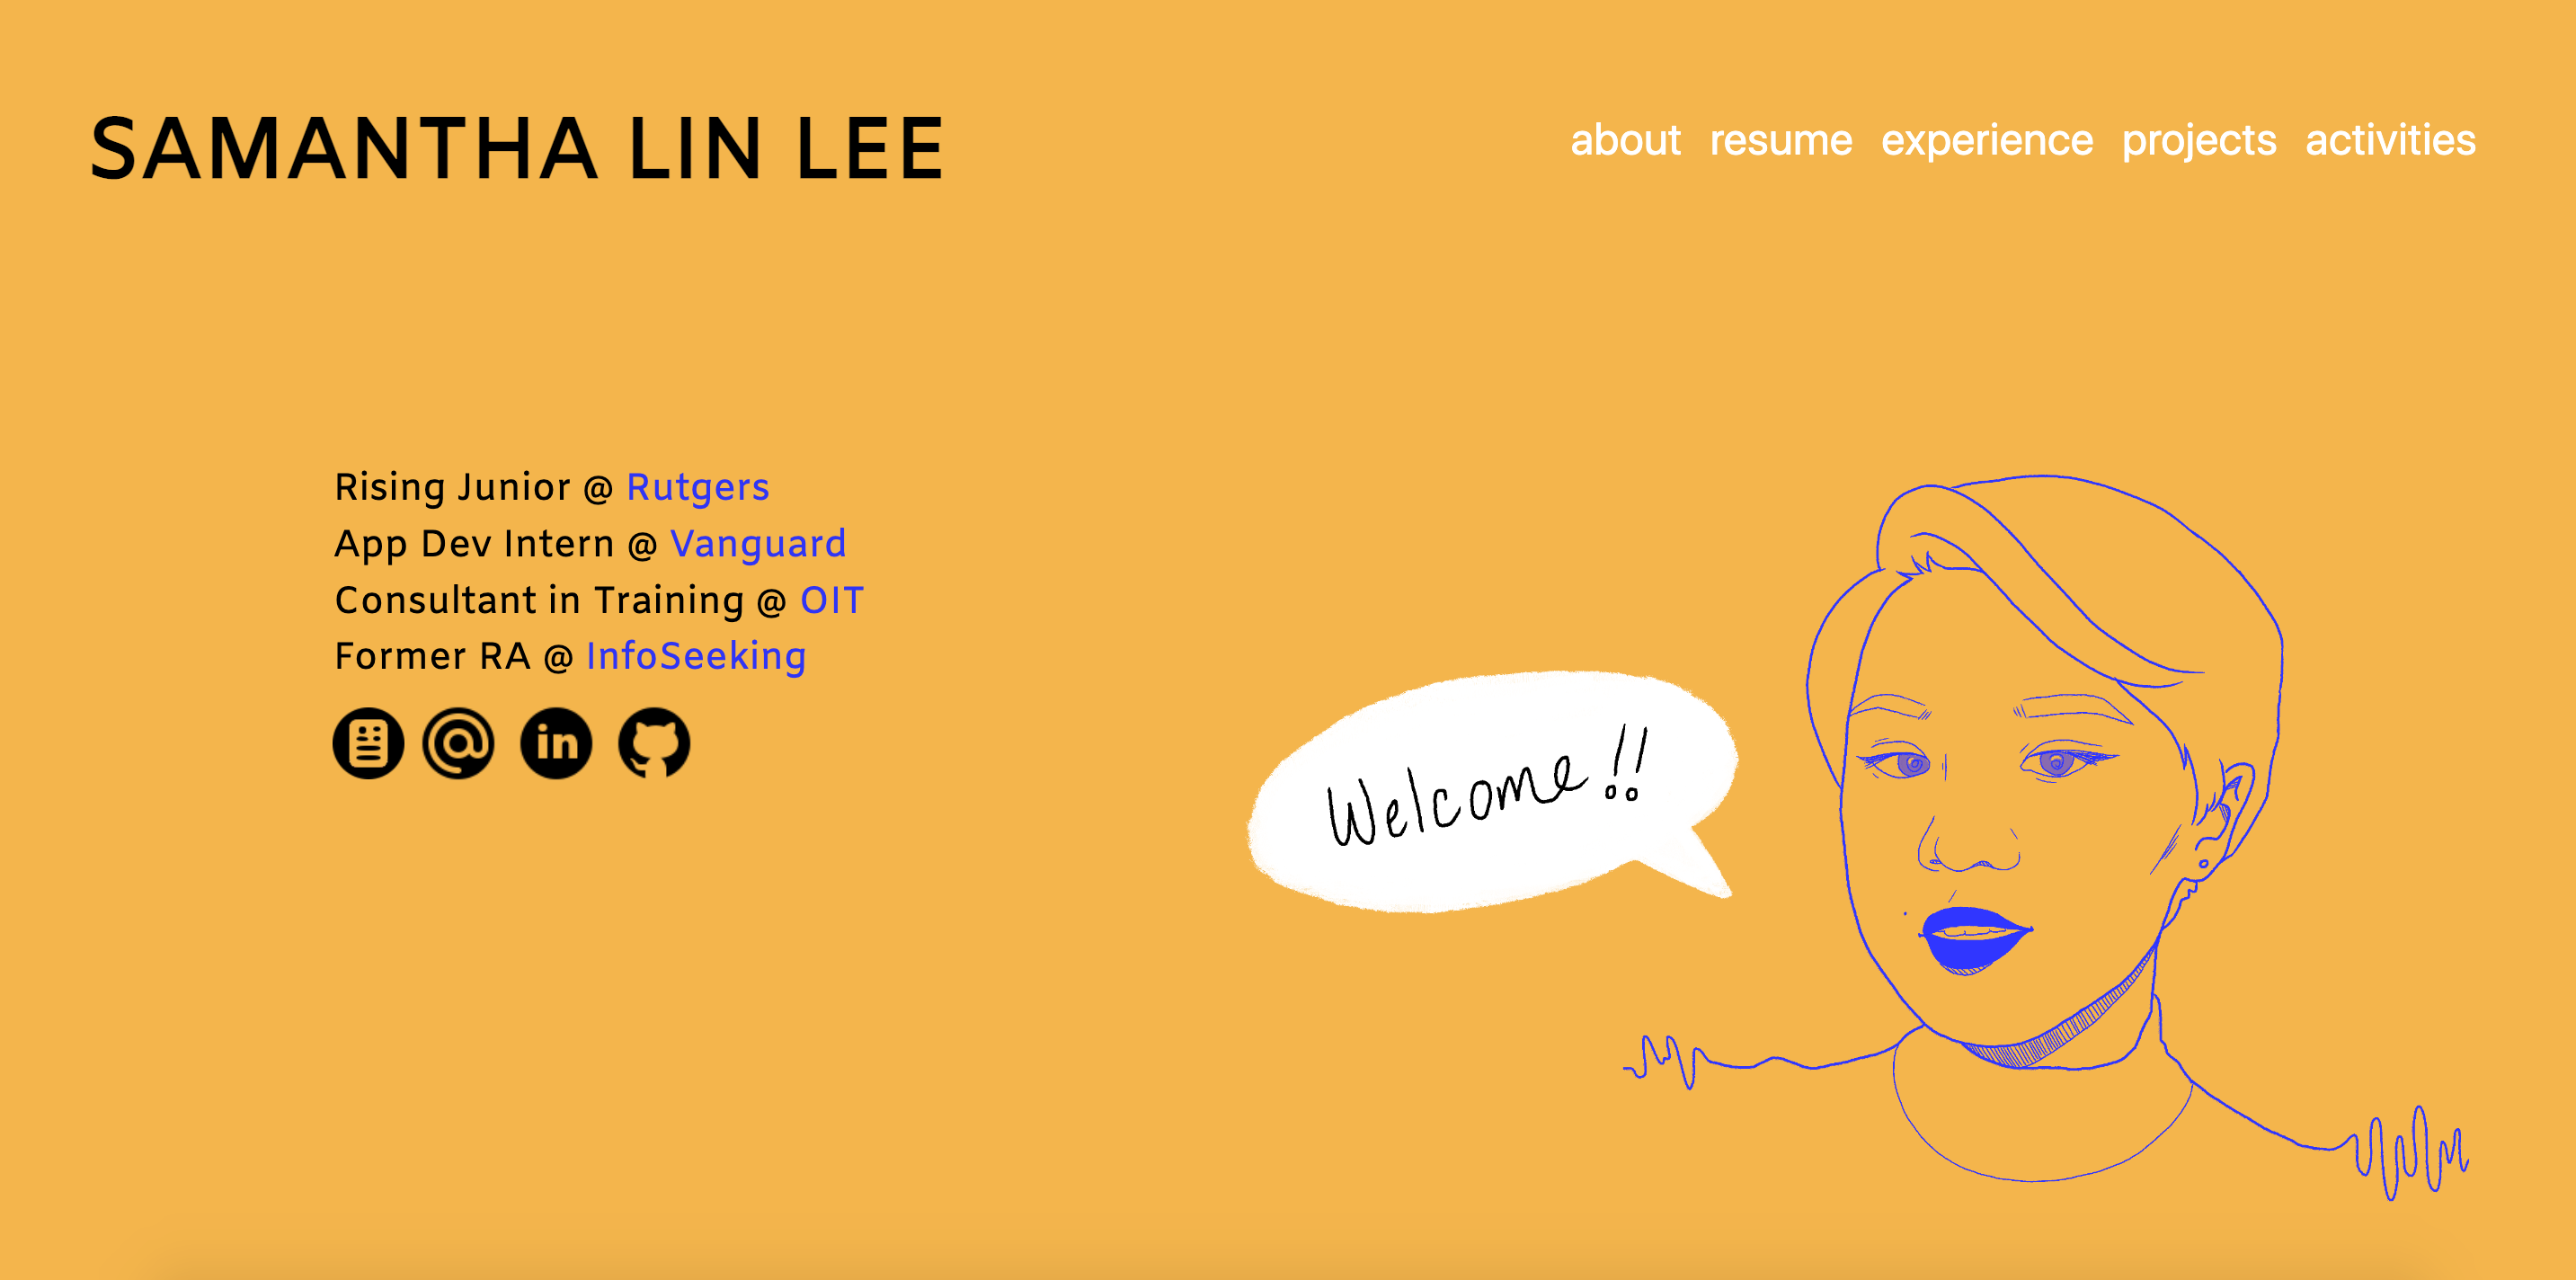 SAMANTHA LIN LEE
about resume experience projects activities
Rising Junior @ Rutgers
App Dev Intern @ Vanguard
Consultant in Training @ OIT
Former RA @ InfoSeeking
@ in
Welcome!!